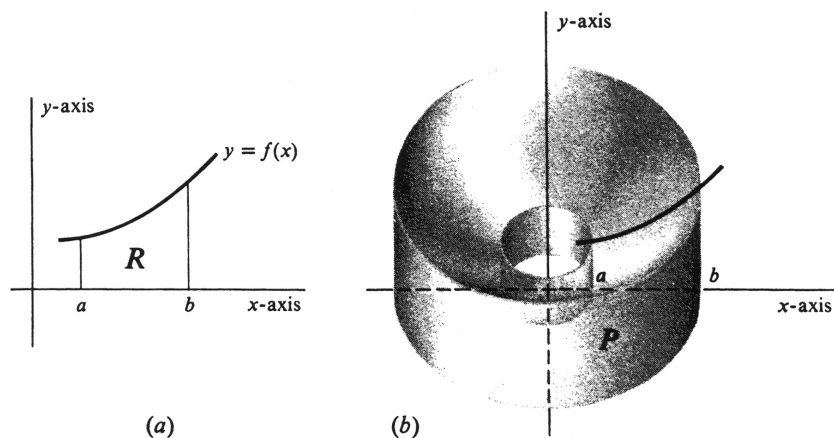 y-axis
y = f(x)
R
a
b
x-axis
(a)
y-axis
a
b
x-axis
P
(b)